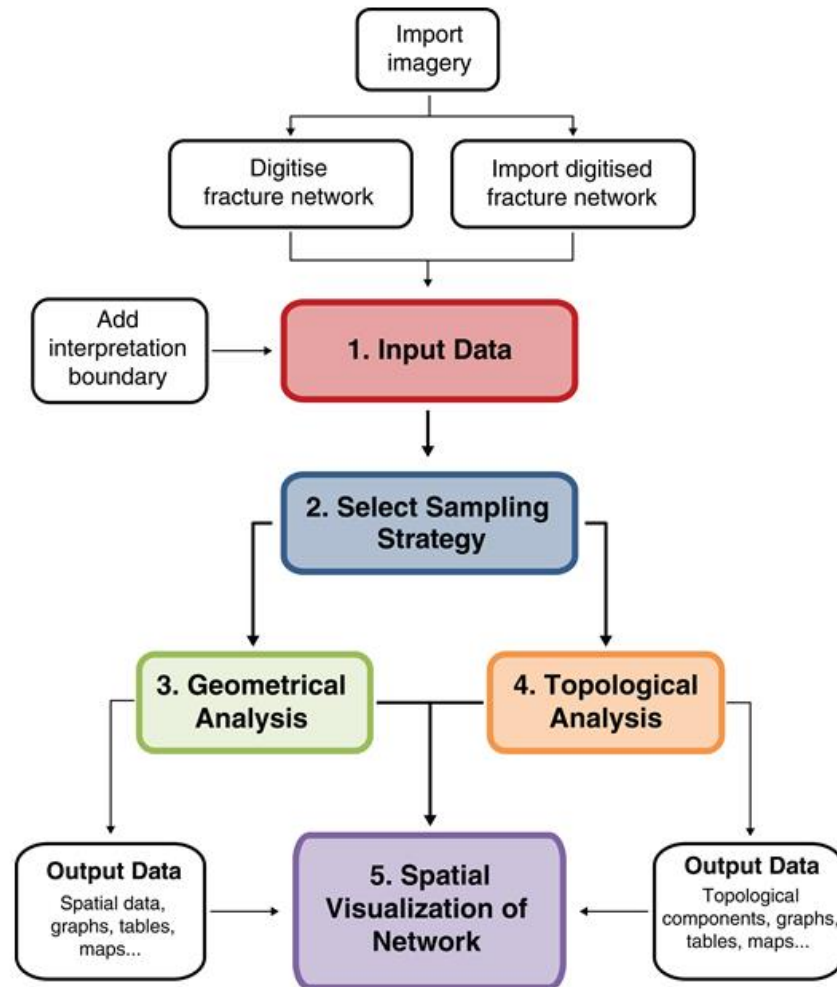 Import
imagery
Digitise
fracture network
Import digitised
fracture network
Add
interpretation
boundary
1. Input Data
2. Select Sampling
Strategy
3. Geometrical
Analysis
4. Topological
Analysis
Output Data
Spatial data,
graphs, tables,
maps...
5. Spatial
Visualization of
Network
Output Data
Topological
components, graphs,
tables, maps...